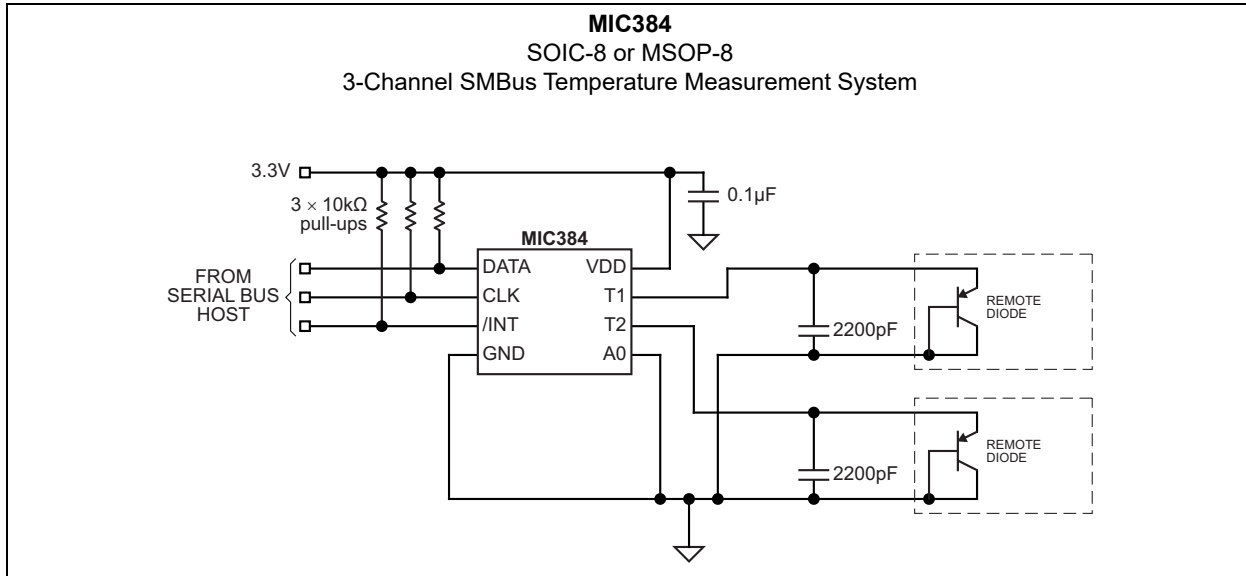 MIC384
SOIC-8 or MSOP-8
3-Channel SMBus Temperature Measurement System
3.3V
0.1µF
3 × 10kΩ
pull-ups
MIC384
FROM
SERIAL BUS
HOST
DATA
VDD
CLK
T1
/INT
T2
GND
A0
2200pF
REMOTE
DIODE
2200pF
REMOTE
DIODE